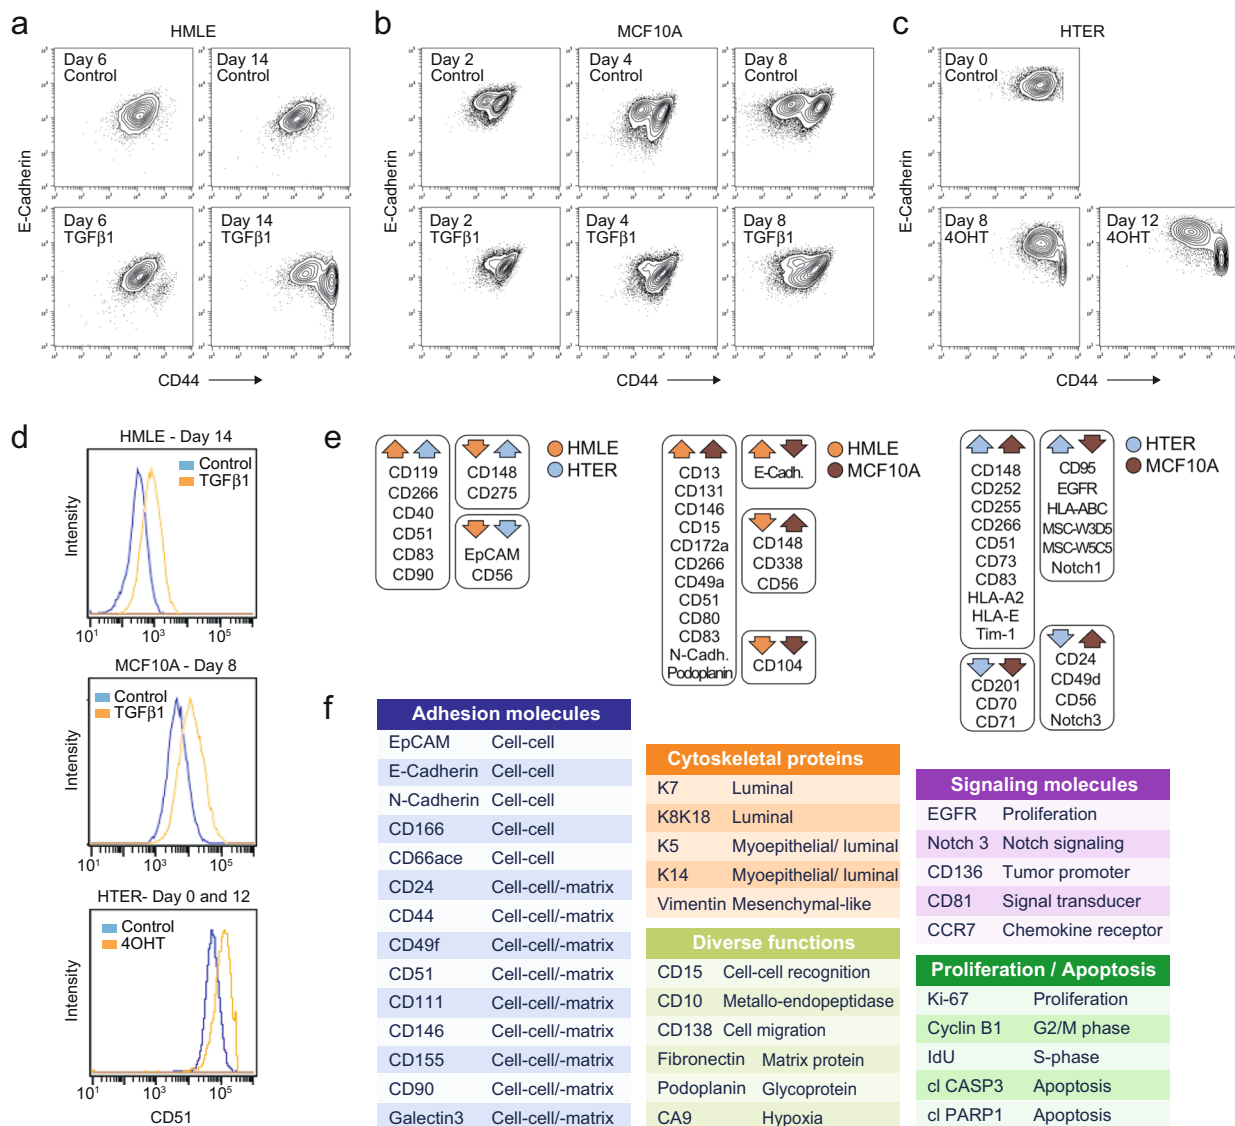 a
HMLE
Day 6
Control
Day 14
Control
Day 6
TGFβ1
Day 14
TGFβ1
E-Cadherin
CD44
b
MCF10A
Day 2
Control
Day 4
Control
Day 8
Control
Day 2
TGFβ1
Day 4
TGFβ1
Day 8
TGFβ1
CD44
c
HTER
Day 0
Control
Day 8
4OHT
Day 12
4OHT
E-Cadherin
CD44
d
HMLE - Day 14
Control
TGFβ1
Intensity
10¹ 10³ 10⁵
MCF10A - Day 8
Control
TGFβ1
Intensity
10¹ 10³ 10⁵
HTER- Day 0 and 12
Control
4OHT
Intensity
10¹ 10³ 10⁵
CD51
e
CD119
CD266
CD40
CD51
CD83
CD90
CD148
CD275
EpCAM
CD56
HMLE
HTER
CD13
CD131
CD146
CD15
CD172a
CD266
CD49a
CD51
CD80
CD83
N-Cadh.
Podoplanin
E-Cadh.
CD148
CD338
CD56
CD104
HMLE
MCF10A
CD148
CD252
CD255
CD266
CD51
CD73
CD83
HLA-A2
HLA-E
Tim-1
CD95
EGFR
HLA-ABC
MSC-W3D5
MSC-W5C5
Notch1
CD201
CD70
CD71
CD24
CD49d
CD56
Notch3
HTER
MCF10A
f
Adhesion molecules
EpCAM Cell-cell
E-Cadherin Cell-cell
N-Cadherin Cell-cell
CD166 Cell-cell
CD66ace Cell-cell
CD24 Cell-cell/-matrix
CD44 Cell-cell/-matrix
CD49f Cell-cell/-matrix
CD51 Cell-cell/-matrix
CD111 Cell-cell/-matrix
CD146 Cell-cell/-matrix
CD155 Cell-cell/-matrix
CD90 Cell-cell/-matrix
Galectin3 Cell-cell/-matrix
Cytoskeletal proteins
K7 Luminal
K8K18 Luminal
K5 Myoepithelial/ luminal
K14 Myoepithelial/ luminal
Vimentin Mesenchymal-like
Diverse functions
CD15 Cell-cell recognition
CD10 Metallo-endopeptidase
CD138 Cell migration
Fibronectin Matrix protein
Podoplanin Glycoprotein
CA9 Hypoxia
Signaling molecules
EGFR Proliferation
Notch 3 Notch signaling
CD136 Tumor promoter
CD81 Signal transducer
CCR7 Chemokine receptor
Proliferation / Apoptosis
Ki-67 Proliferation
Cyclin B1 G2/M phase
IdU S-phase
cl CASP3 Apoptosis
cl PARP1 Apoptosis